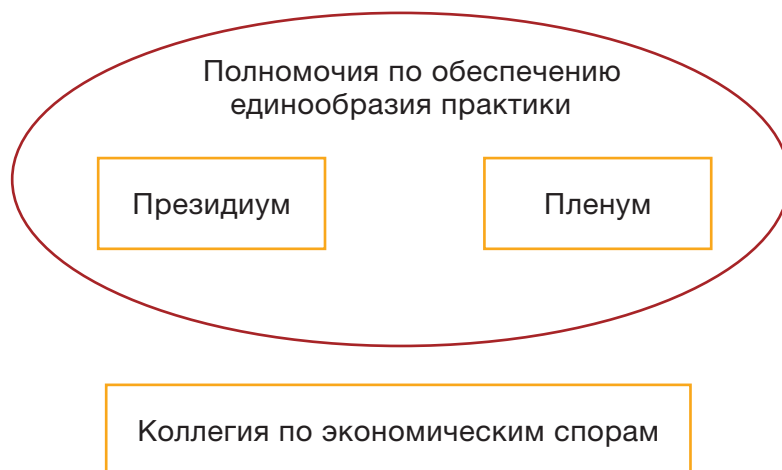 Полномочия по обеспечению
единообразия практики
Президиум
Пленум
Коллегия по экономическим спорам